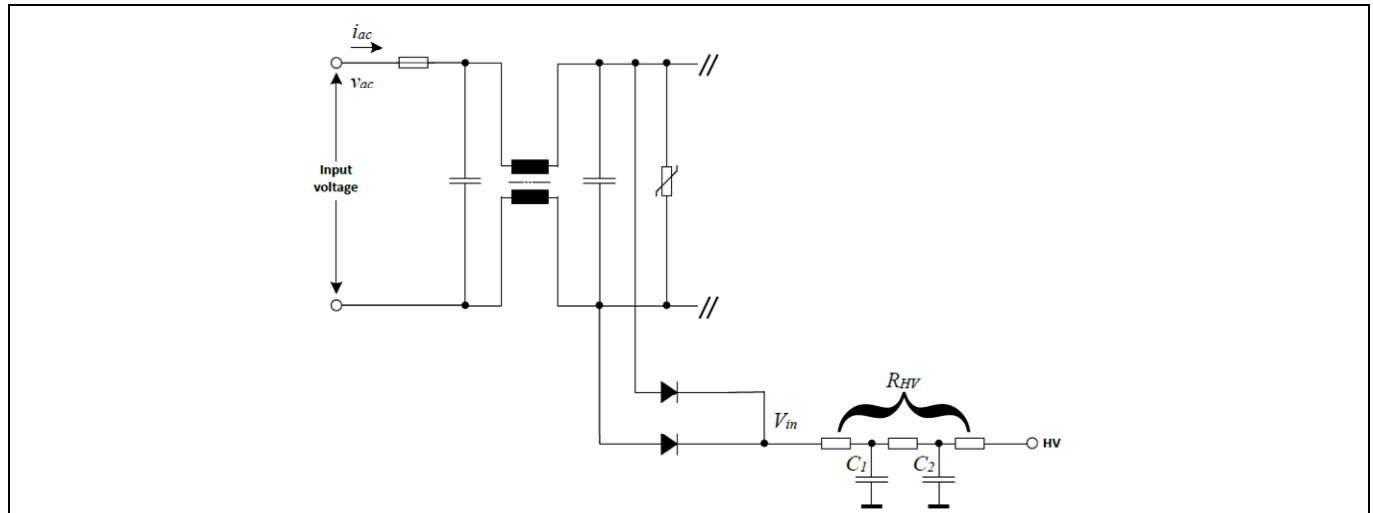 iac
vac
Input
voltage
RHV
Vin
HV
C1
C2